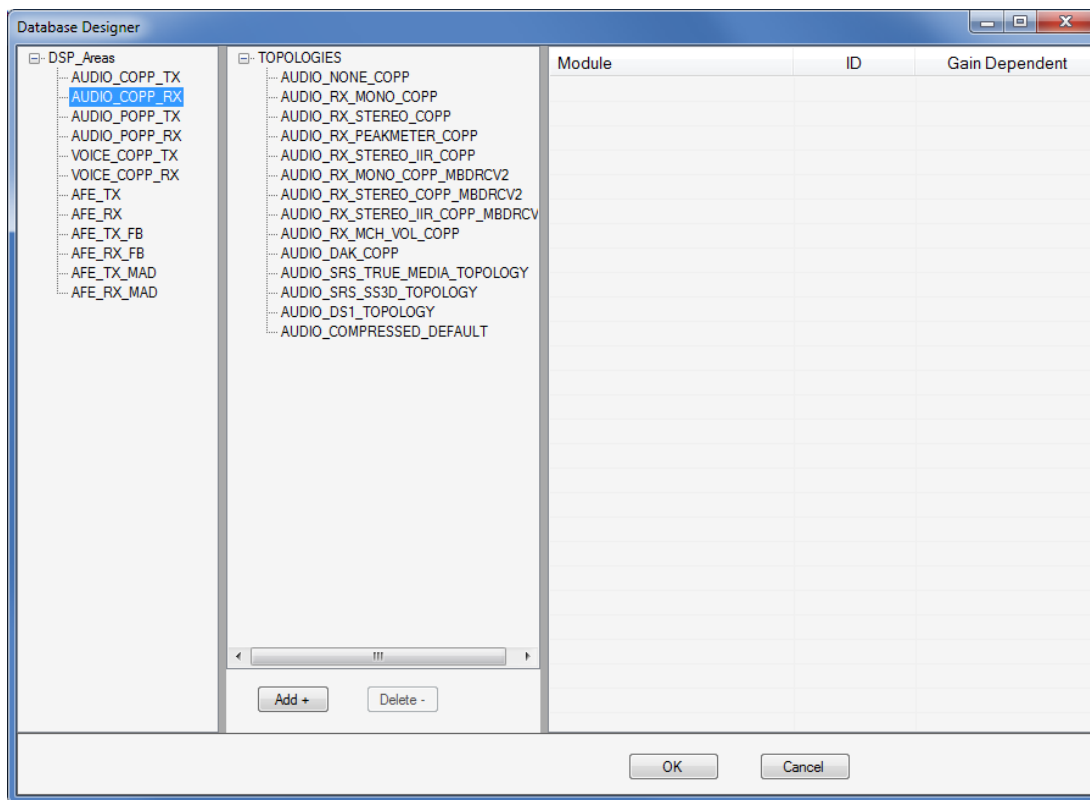 Database Designer
DSP_Areas
AUDIO_COPP_TX
AUDIO_COPP_RX
AUDIO_POPP_TX
AUDIO_POPP_RX
VOICE_COPP_TX
VOICE_COPP_RX
AFE_TX
AFE_RX
AFE_TX_FB
AFE_RX_FB
AFE_TX_MAD
AFE_RX_MAD
TOPOLOGIES
AUDIO_NONE_COPP
AUDIO_RX_MONO_COPP
AUDIO_RX_STEREO_COPP
AUDIO_RX_PEAKMETER_COPP
AUDIO_RX_STEREO_IIR_COPP
AUDIO_RX_MONO_COPP_MBDRCV2
AUDIO_RX_STEREO_COPP_MBDRCV2
AUDIO_RX_STEREO_IIR_COPP_MBDRCV
AUDIO_RX_MCH_VOL_COPP
AUDIO_DAK_COPP
AUDIO_SRS_TRUE_MEDIA_TOPOLOGY
AUDIO_SRS_SS3D_TOPOLOGY
AUDIO_DS1_TOPOLOGY
AUDIO_COMPRESSED_DEFAULT
Add + Delete -
Module ID Gain Dependent
OK Cancel